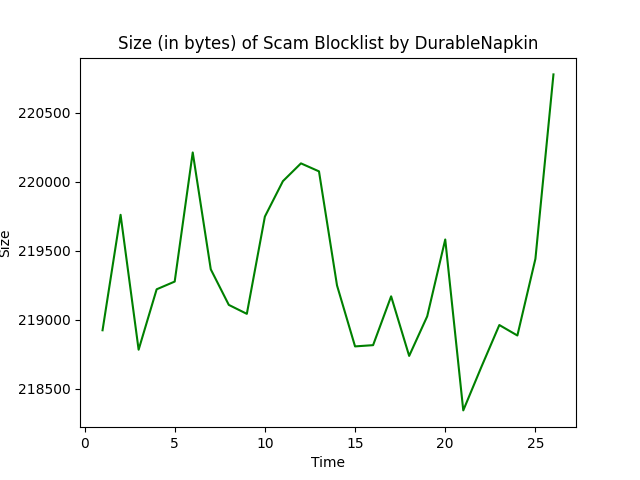 Size (in bytes) of Scam Blocklist by DurableNapkin
220500
220000
219500
219000
218500
Size
0 5 10 15 20 25
Time